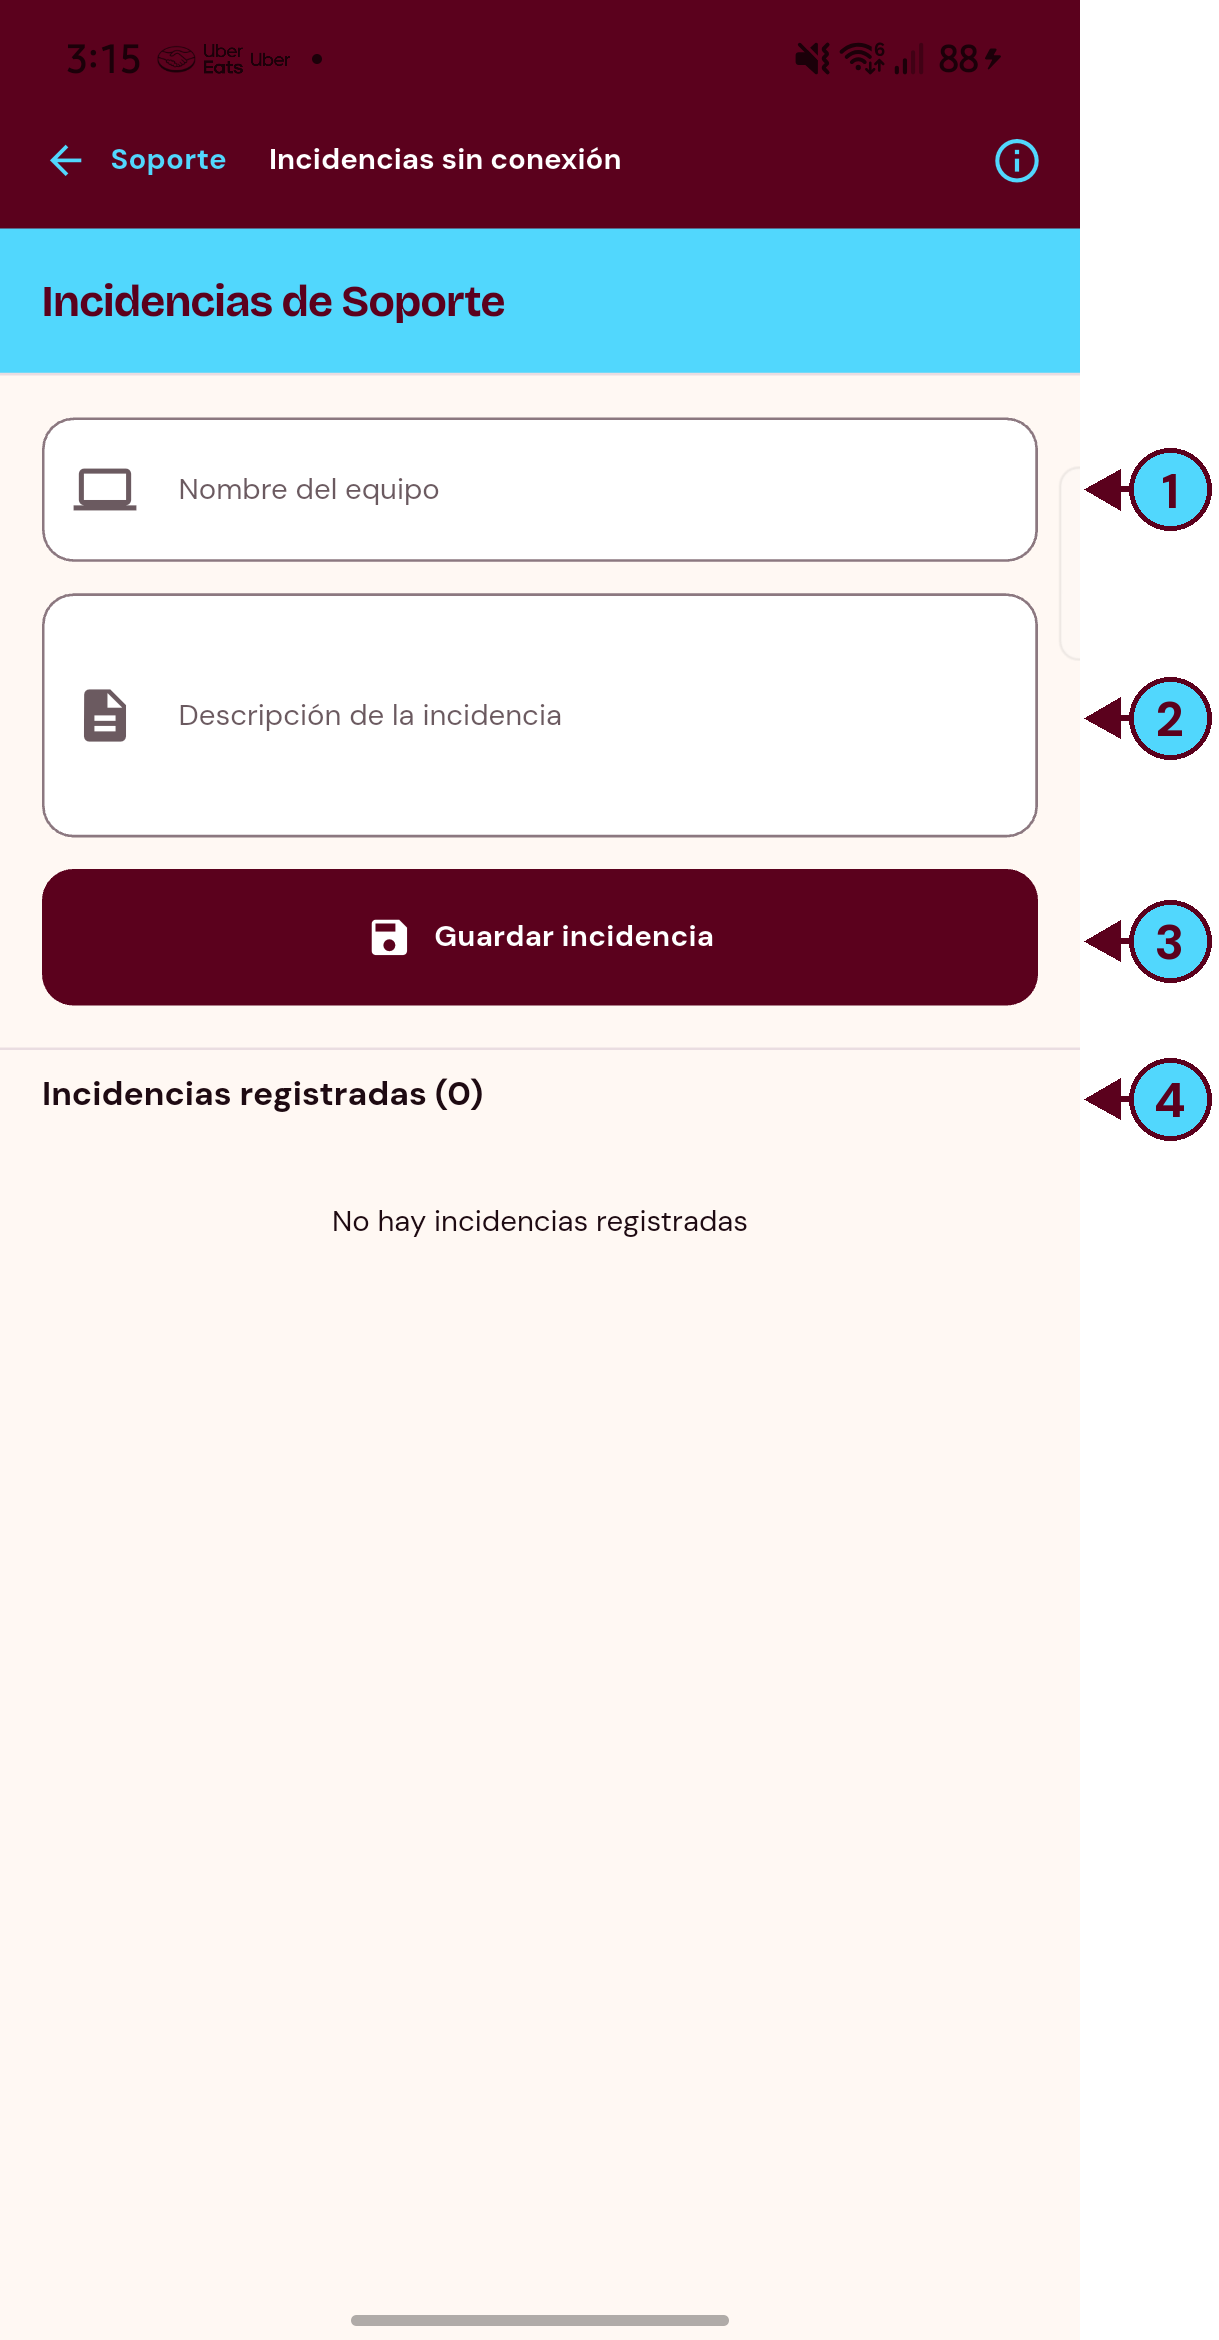 3:15 Uber Eats Uber 6 88
Soporte Incidencias sin conexión
Incidencias de Soporte
Nombre del equipo
1
Descripción de la incidencia
2
Guardar incidencia
3
Incidencias registradas (0)
4
No hay incidencias registradas